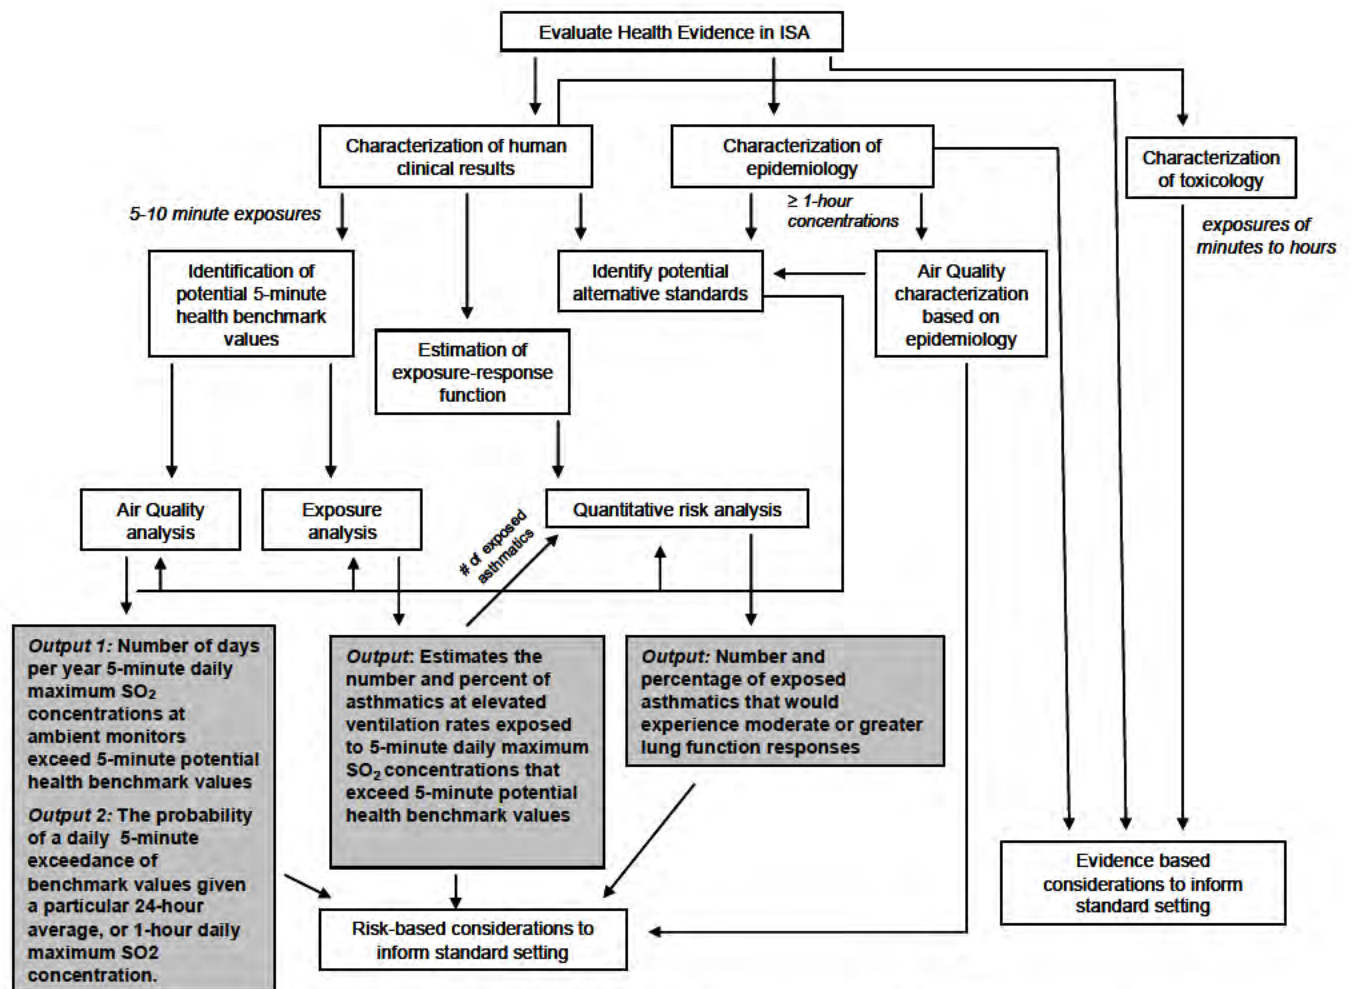 Evaluate Health Evidence in ISA
Characterization of human
clinical results
Characterization of
epidemiology
Characterization
of toxicology
5-10 minute exposures
≥ 1-hour
concentrations
exposures of
minutes to hours
Identification of
potential 5-minute
health benchmark
values
Identify potential
alternative standards
Air Quality
characterization
based on
epidemiology
Estimation of
exposure-response
function
Air Quality
analysis
Exposure
analysis
Quantitative risk analysis
# of exposed
asthmatics
Output 1: Number of days
per year 5-minute daily
maximum SO₂
concentrations at
ambient monitors
exceed 5-minute potential
health benchmark values
Output 2: The probability
of a daily 5-minute
exceedance of
benchmark values given
a particular 24-hour
average, or 1-hour daily
maximum SO2
concentration.
Output: Estimates the
number and percent of
asthmatics at elevated
ventilation rates exposed
to 5-minute daily maximum
SO₂ concentrations that
exceed 5-minute potential
health benchmark values
Output: Number and
percentage of exposed
asthmatics that would
experience moderate or greater
lung function responses
Risk-based considerations to
inform standard setting
Evidence based
considerations to inform
standard setting